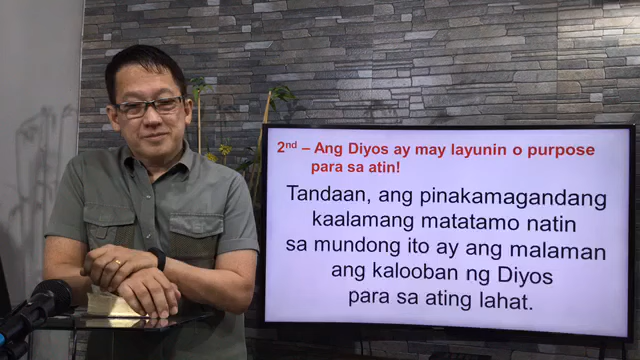 2nd – Ang Diyos ay may layunin o purpose
para sa atin!
Tandaan, ang pinakamagandang
kaalamang matatamo natin
sa mundong ito ay ang malaman
ang kalooban ng Diyos
para sa ating lahat.